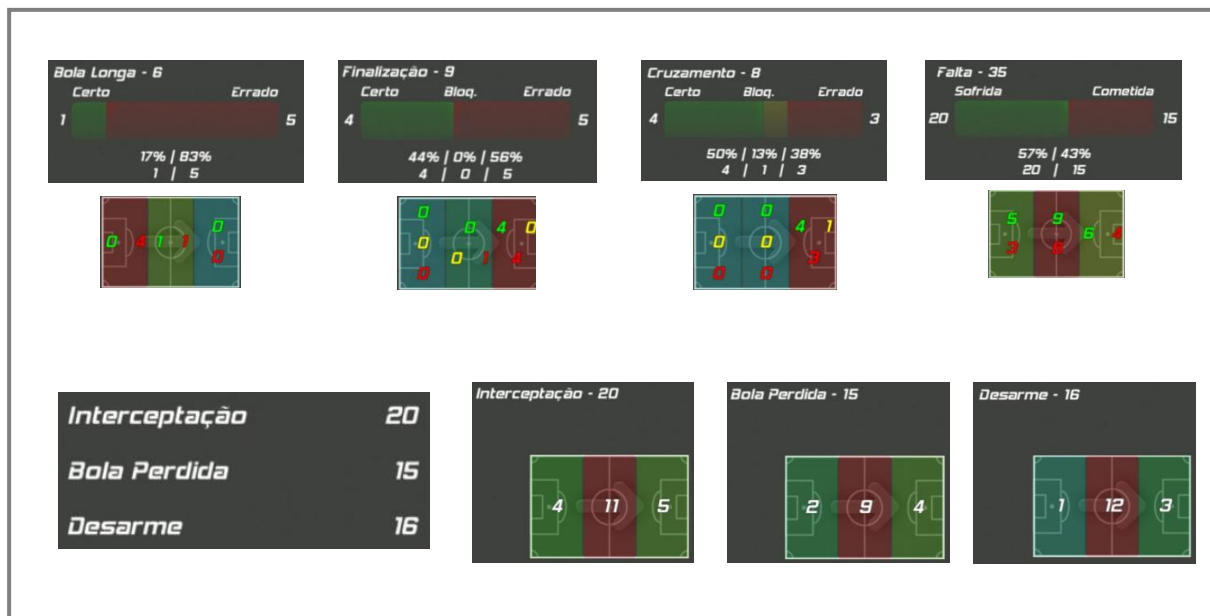 Bola Longa - 6
Certo Errado
1 5
17% | 83%
1 | 5
0 4 1 1 0
0
Finalização - 9
Certo Bloq. Errado
4 5
44% | 0% | 56%
4 | 0 | 5
0 0 4 0
0
0 0 1 4
Cruzamento - 8
Certo Bloq. Errado
4 3
50% | 13% | 38%
4 | 1 | 3
0 0 4 1
0 0
0 0 3
Falta - 35
Sofrida Cometida
20 15
57% | 43%
20 | 15
5 9 6 4
3 6
Interceptação 20
Bola Perdida 15
Desarme 16
Interceptação - 20
4 11 5
Bola Perdida - 15
2 9 4
Desarme - 16
1 12 3